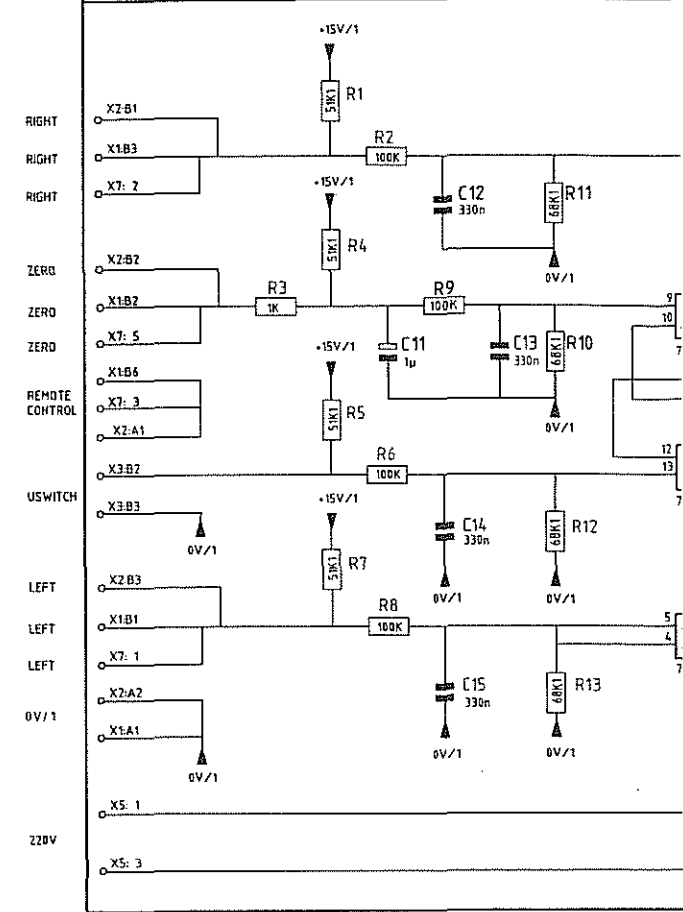 +15V/1
51K1 R1
RIGHT X2:B1
R2
RIGHT X1:B3 100K
RIGHT X7: 2
+15V/1
C12 330n
68K1 R11
0V/1
51K1 R4
ZERO X2:B2
R3 R9
ZERO X1:B2 1K 100K 9
ZERO X7: 5 10
+15V/1
C11 1µ
C13 330n
68K1 R10
7
X1:B6
REMOTE CONTROL X7: 3
X2:A1
51K1 R5
0V/1
R6
X3:B2 100K 12
13
USWITCH
X3:B3
0V/1
+15V/1
C14 330n
68K1 R12
7
51K1 R7
0V/1 0V/1
LEFT X2:B3
R8
LEFT X1:B1 100K 5
4
LEFT X7: 1
7
X2:A2
0V/1
X1:A1
0V/1
C15 330n
68K1 R13
0V/1 0V/1
X5: 1
220V
X5: 3